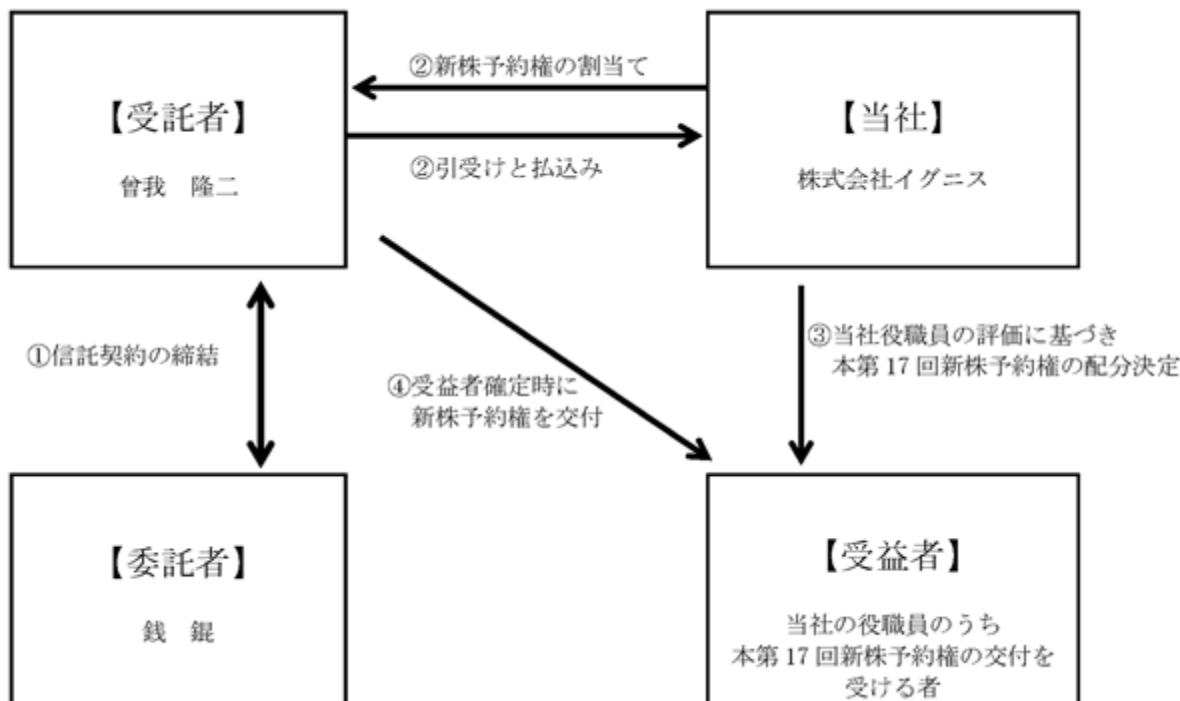 ②新株予約権の割当て
【受託者】
曾我　隆二
【当社】
株式会社イグニス
②引受けと払込み
①信託契約の締結
③当社役職員の評価に基づき
本第 17 回新株予約権の配分決定
④受益者確定時に
新株予約権を交付
【委託者】
銭　錕
【受益者】
当社の役職員のうち
本第 17 回新株予約権の交付を
受ける者